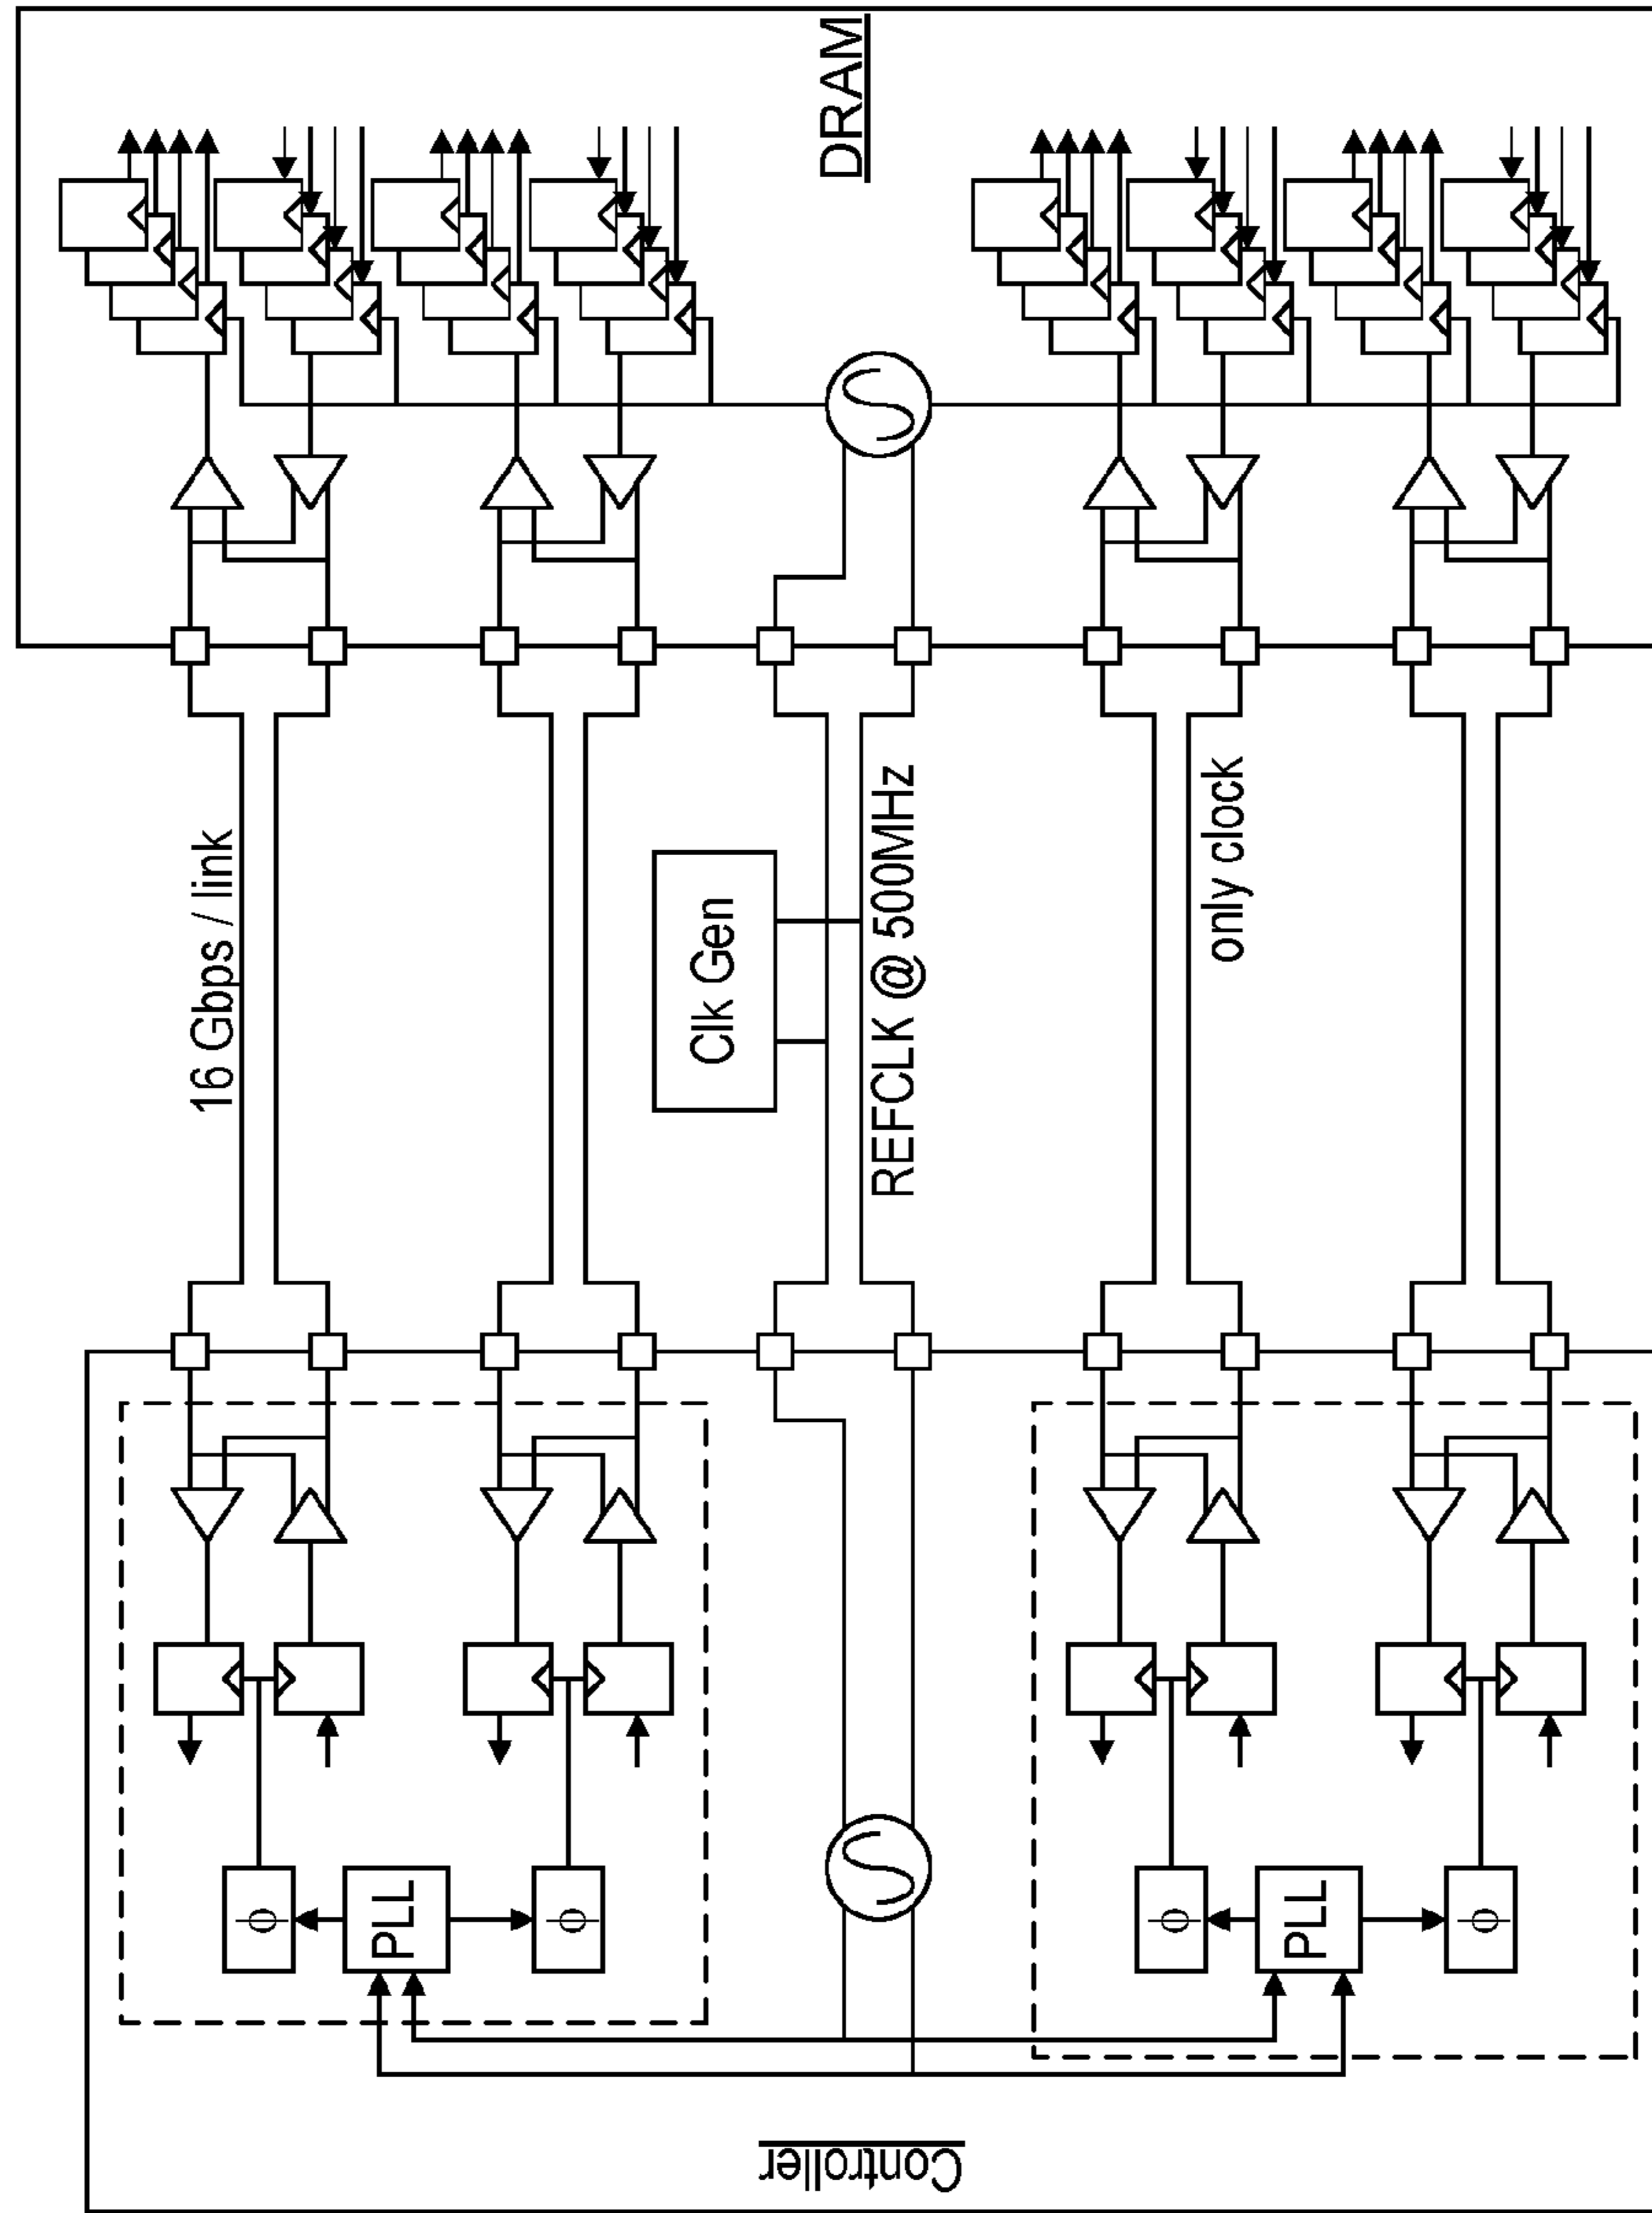 DRAM
16 Gbps / link
Clk Gen
REFCLK @ 500MHz
only clock
ϕ
PLL
ϕ
ϕ
PLL
ϕ
Controller